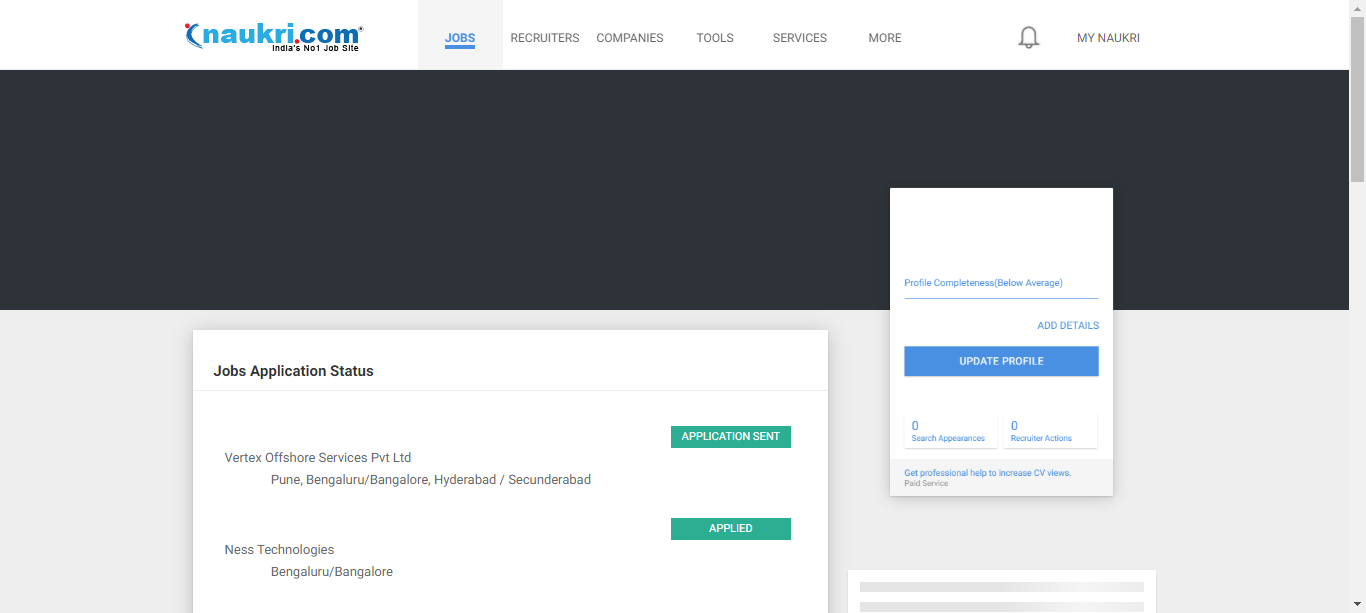 naukri.com
India's No1 Job Site
JOBS
RECRUITERS
COMPANIES
TOOLS
SERVICES
MORE
MY NAUKRI
Profile Completeness(Below Average)
ADD DETAILS
UPDATE PROFILE
0
Search Appearances
0
Recruiter Actions
Get professional help to increase CV views.
Paid Service
Jobs Application Status
APPLICATION SENT
Vertex Offshore Services Pvt Ltd
Pune, Bengaluru/Bangalore, Hyderabad / Secunderabad
APPLIED
Ness Technologies
Bengaluru/Bangalore